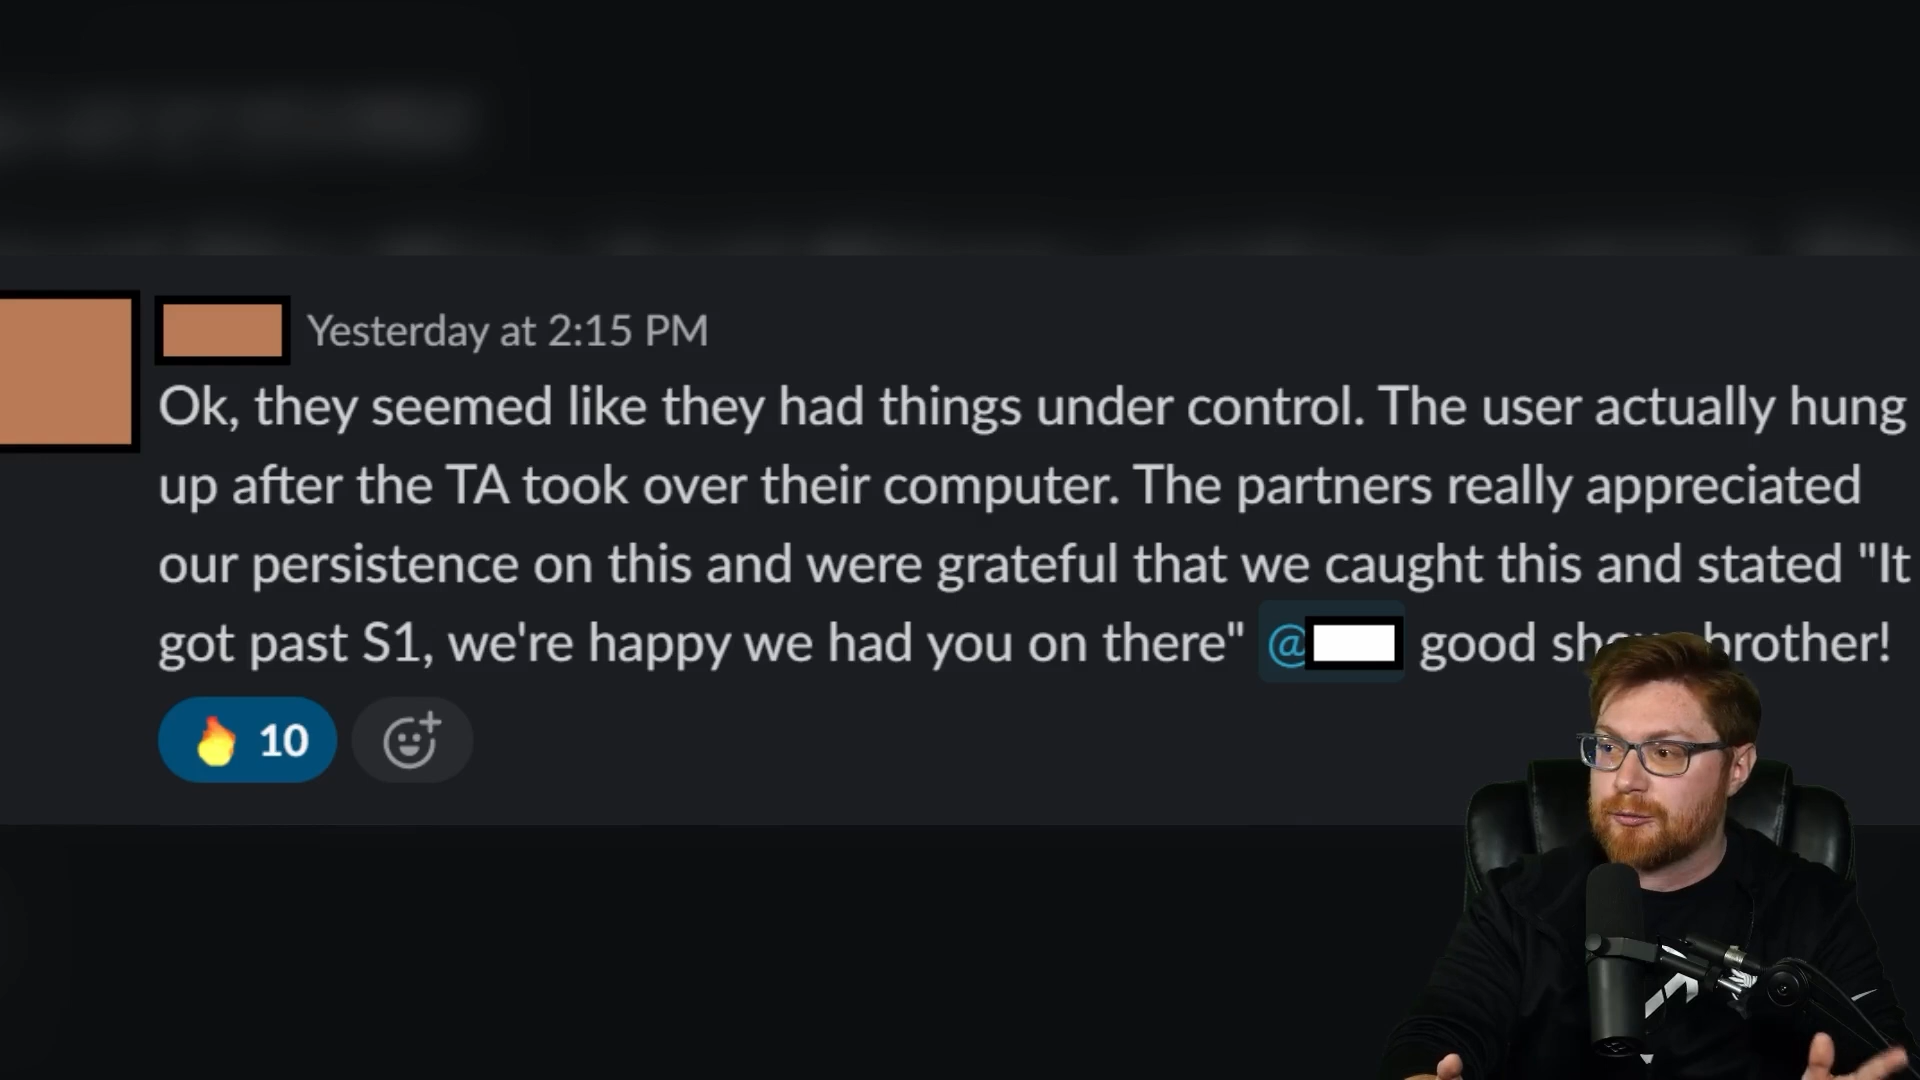 Yesterday at 2:15 PM
Ok, they seemed like they had things under control. The user actually hung
up after the TA took over their computer. The partners really appreciated
our persistence on this and were grateful that we caught this and stated "It
got past S1, we're happy we had you on there" @ good brother!
10